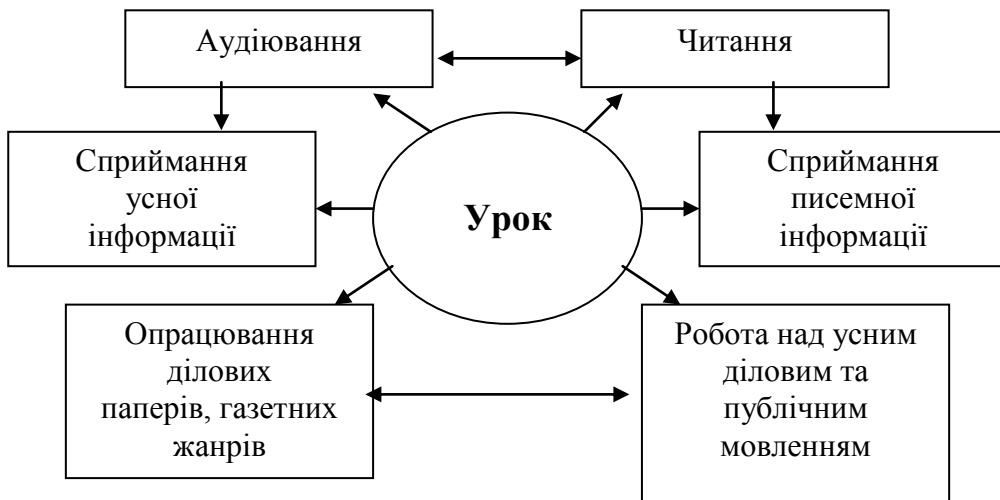 Аудіювання
Читання
Сприймання
усної
інформації
Урок
Сприймання
писемної
інформації
Опрацювання
ділових
паперів, газетних
жанрів
Робота над усним
діловим та
публічним
мовленням